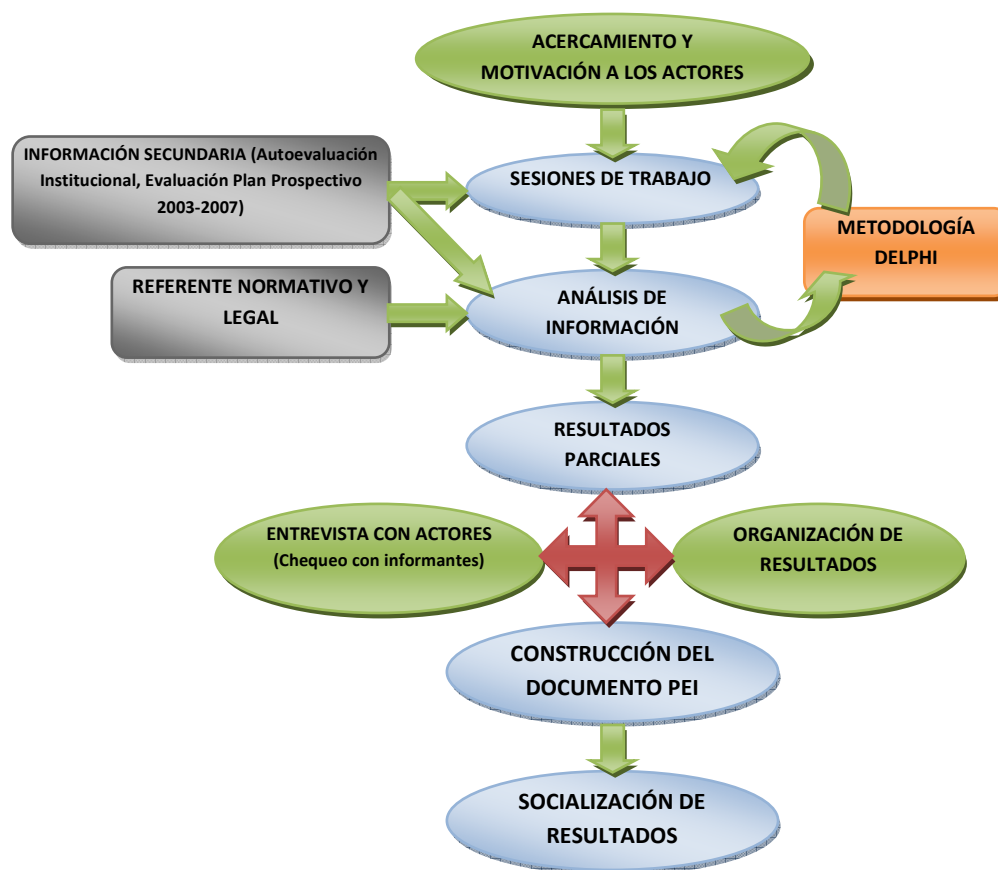 ACERCAMIENTO Y
MOTIVACIÓN A LOS ACTORES
INFORMACIÓN SECUNDARIA (Autoevaluación
Institucional, Evaluación Plan Prospectivo
2003-2007)
SESIONES DE TRABAJO
METODOLOGÍA
DELPHI
REFERENTE NORMATIVO Y
LEGAL
ANÁLISIS DE
INFORMACIÓN
RESULTADOS
PARCIALES
ENTREVISTA CON ACTORES
(Chequeo con informantes)
ORGANIZACIÓN DE
RESULTADOS
CONSTRUCCIÓN DEL
DOCUMENTO PEI
SOCIALIZACIÓN DE
RESULTADOS